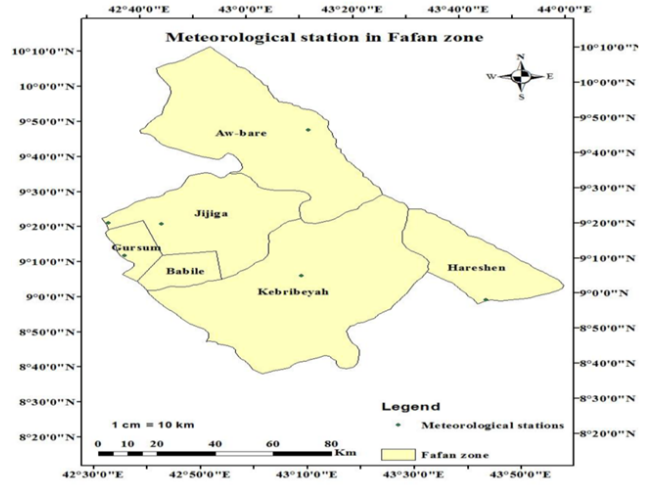 42°40'0"E 43°0'0"E 43°20'0"E 43°40'0"E 44°0'0"E
Meteorological station in Fafan zone
N
W E
S
10°10'0"N 10°10'0"N
10°0'0"N 10°0'0"N
9°50'0"N 9°50'0"N
9°40'0"N 9°40'0"N
9°30'0"N 9°30'0"N
9°20'0"N 9°20'0"N
9°10'0"N 9°10'0"N
9°0'0"N 9°0'0"N
8°50'0"N 8°50'0"N
8°40'0"N 8°40'0"N
8°30'0"N 8°30'0"N
8°20'0"N 8°20'0"N
Aw-bare
Jijiga
Gursum
Babile
Hareshen
Kebribeyah
Legend
Meteorological stations
Fafan zone
1 cm = 10 km
0 10 20 40 60 80
Km
42°30'0"E 42°50'0"E 43°10'0"E 43°30'0"E 43°50'0"E